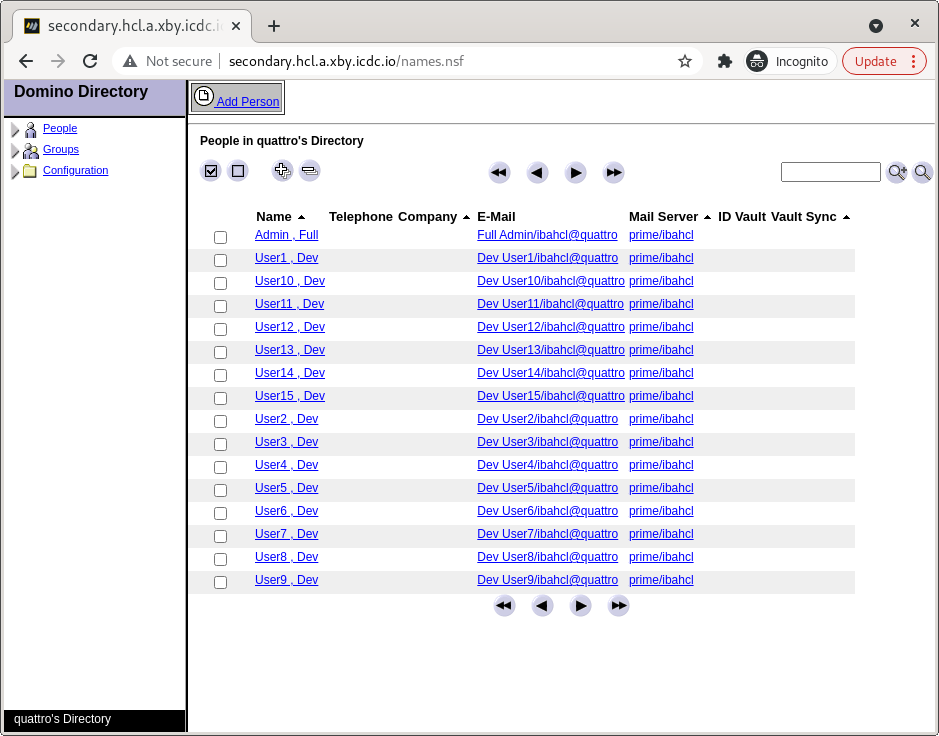 secondary.hcl.a.xby.icdc.i
Not secure secondary.hcl.a.xby.icdc.io/names.nsf Incognito Update
Domino Directory
Add Person
People
Groups
Configuration
People in quattro's Directory
Name Telephone Company E-Mail Mail Server ID Vault Vault Sync
Admin , Full Full Admin/ibahcl@quattro prime/ibahcl
User1 , Dev Dev User1/ibahcl@quattro prime/ibahcl
User10 , Dev Dev User10/ibahcl@quattro prime/ibahcl
User11 , Dev Dev User11/ibahcl@quattro prime/ibahcl
User12 , Dev Dev User12/ibahcl@quattro prime/ibahcl
User13 , Dev Dev User13/ibahcl@quattro prime/ibahcl
User14 , Dev Dev User14/ibahcl@quattro prime/ibahcl
User15 , Dev Dev User15/ibahcl@quattro prime/ibahcl
User2 , Dev Dev User2/ibahcl@quattro prime/ibahcl
User3 , Dev Dev User3/ibahcl@quattro prime/ibahcl
User4 , Dev Dev User4/ibahcl@quattro prime/ibahcl
User5 , Dev Dev User5/ibahcl@quattro prime/ibahcl
User6 , Dev Dev User6/ibahcl@quattro prime/ibahcl
User7 , Dev Dev User7/ibahcl@quattro prime/ibahcl
User8 , Dev Dev User8/ibahcl@quattro prime/ibahcl
User9 , Dev Dev User9/ibahcl@quattro prime/ibahcl
quattro's Directory